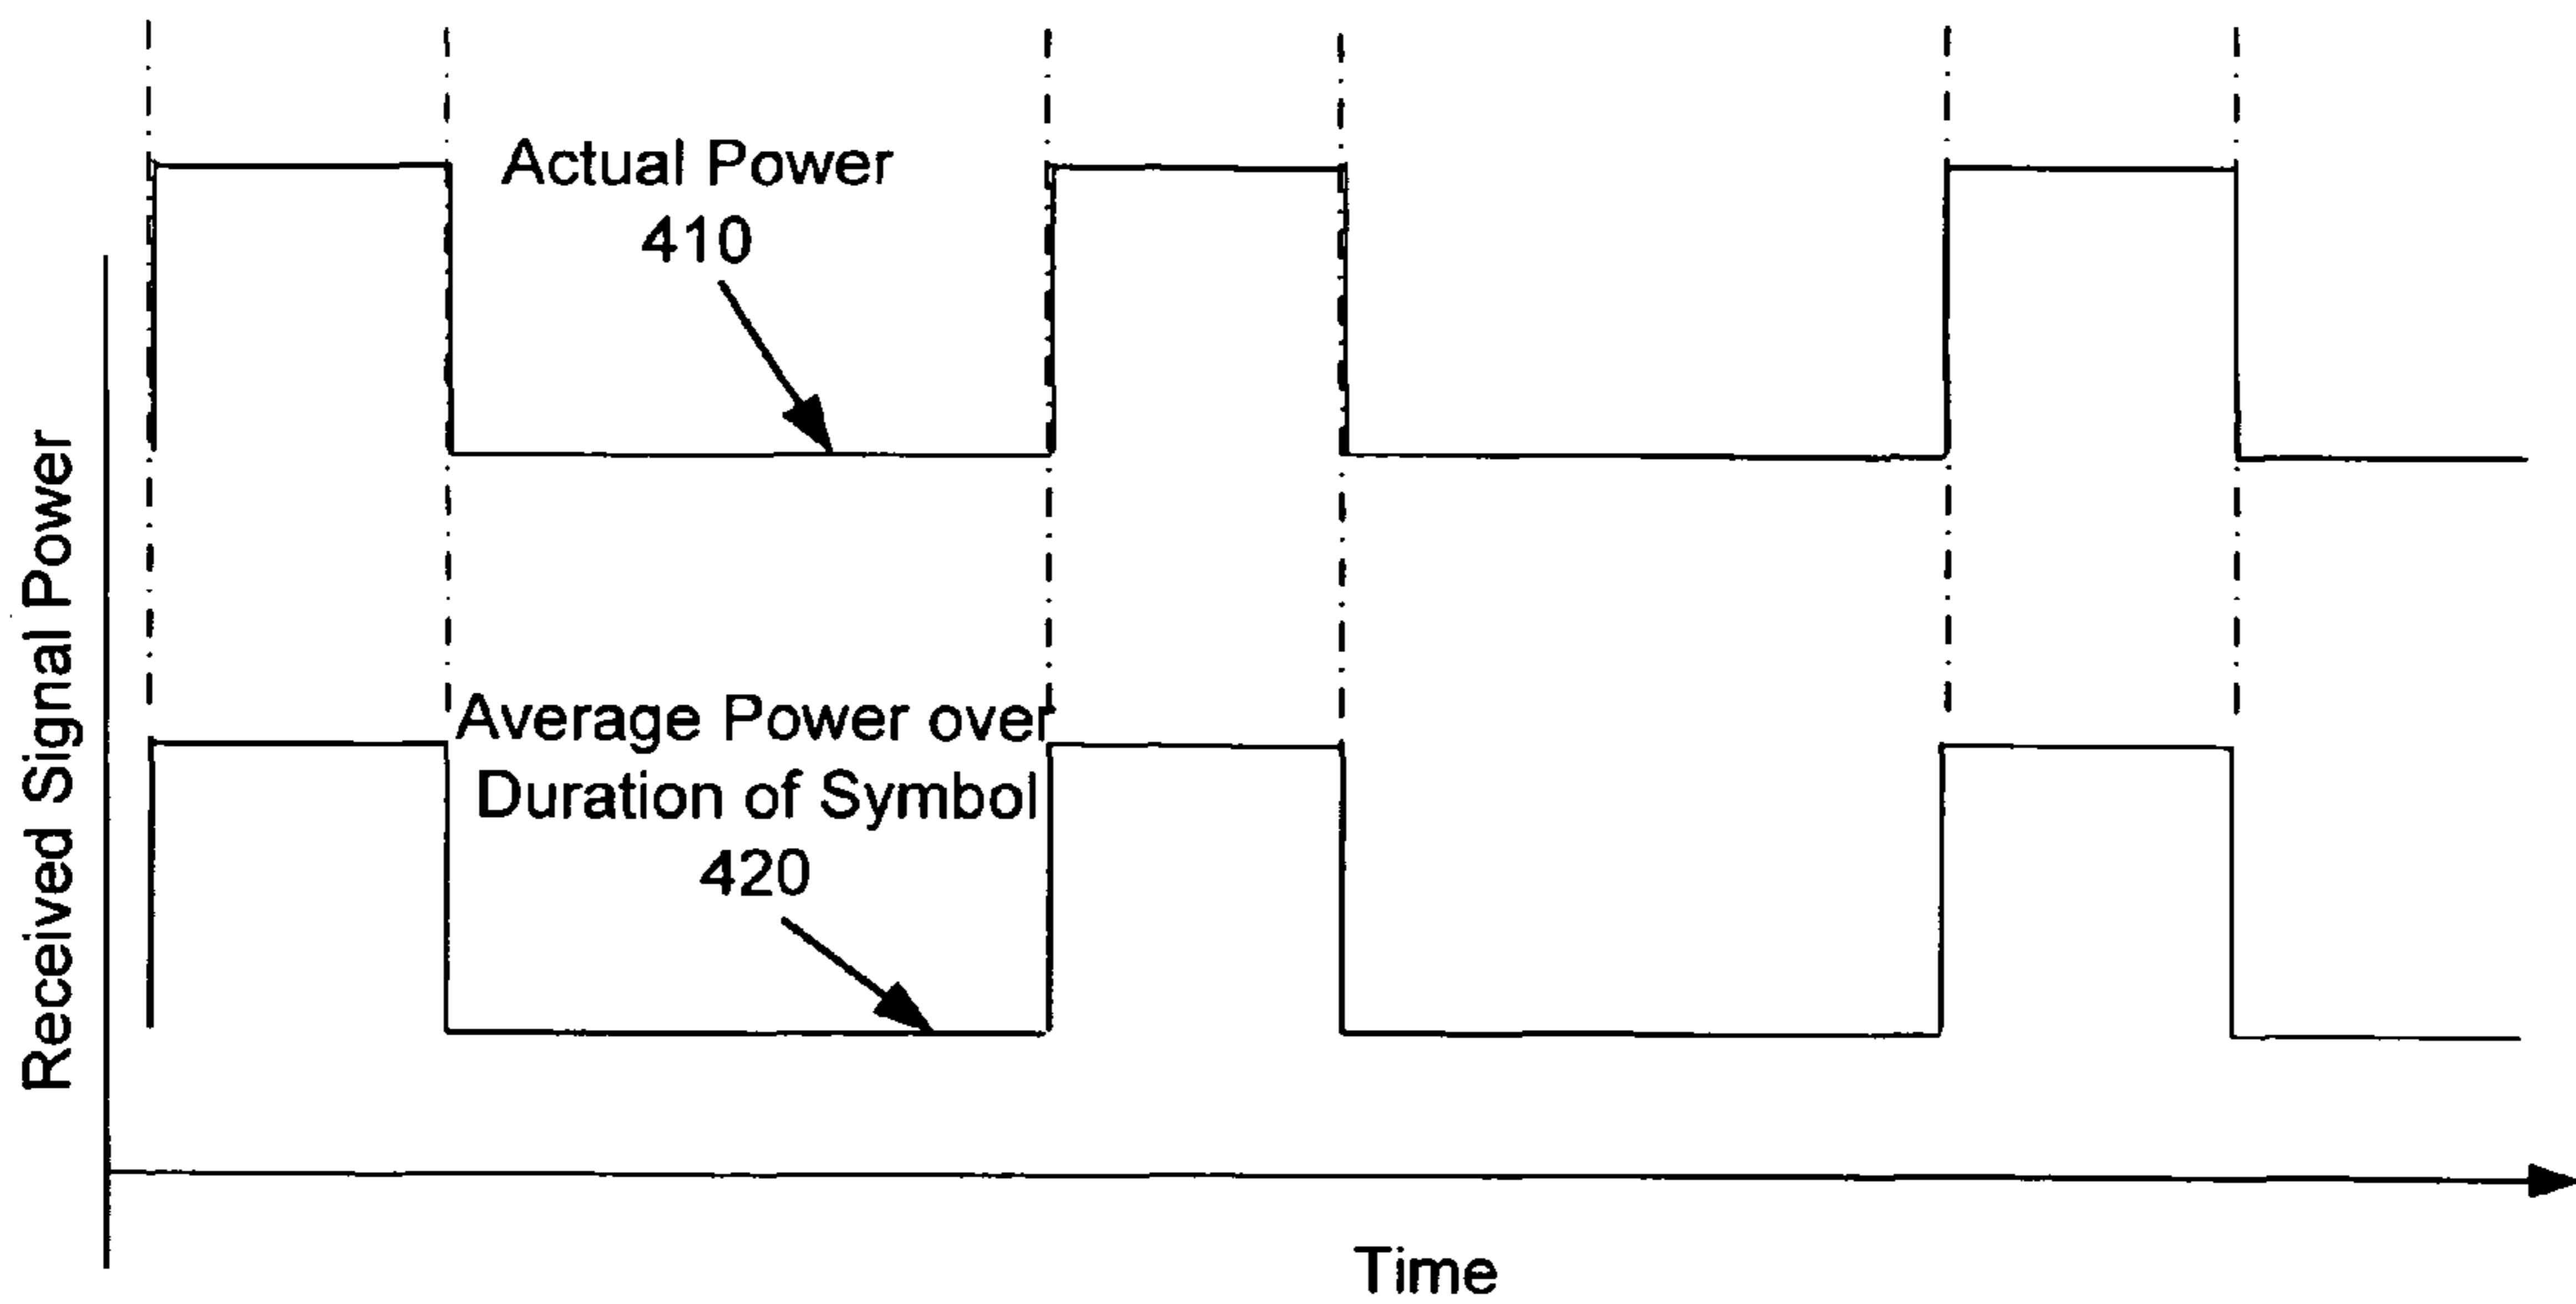 Actual Power
410
Received Signal Power
Average Power over
Duration of Symbol
420
Time